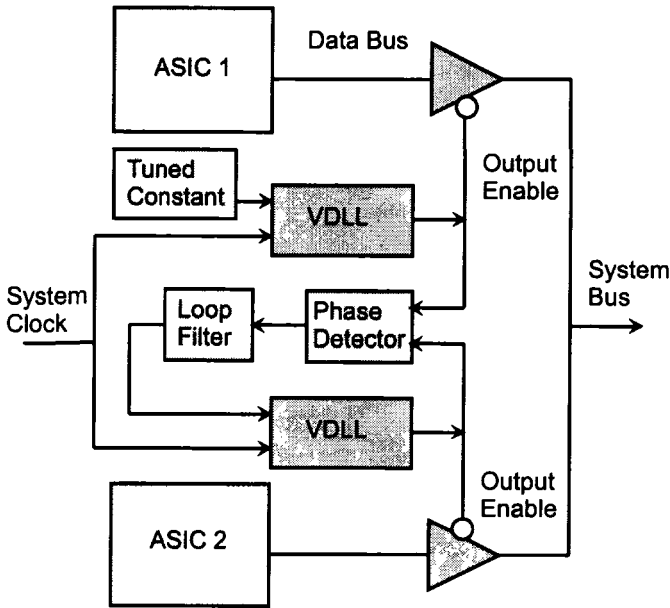 Data Bus
ASIC 1
Tuned
Constant
VDLL
Output
Enable
System
Clock
Loop
Filter
Phase
Detector
System
Bus
VDLL
Output
Enable
ASIC 2